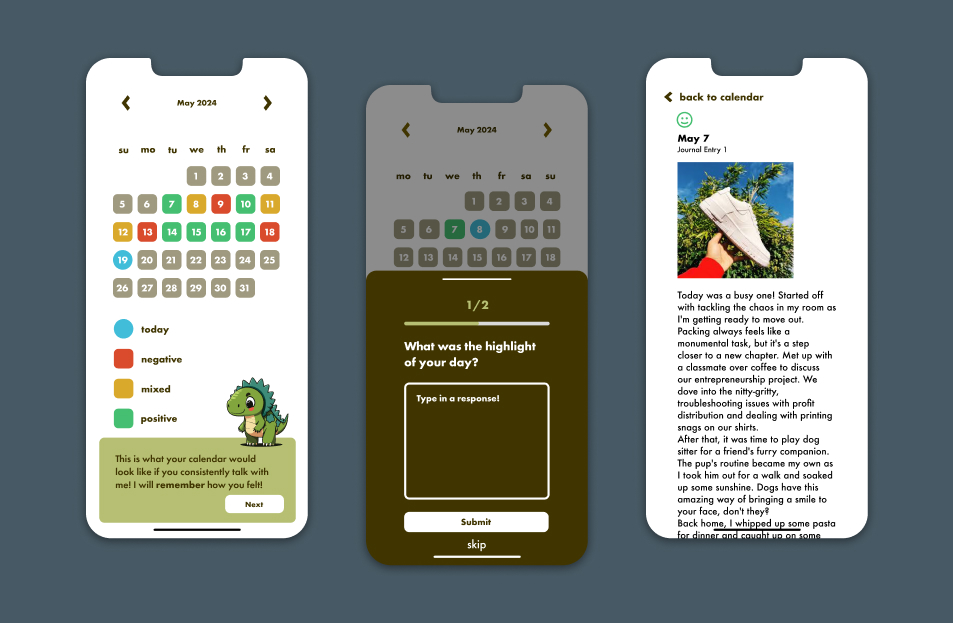 May 2024
su mo tu we th fr sa
1 2 3 4
5 6 7 8 9 10 11
12 13 14 15 16 17 18
19 20 21 22 23 24 25
26 27 28 29 30 31
today
negative
mixed
positive
This is what your calendar would
look like if you consistently talk with
me! I will remember how you felt!
Next
May 2024
mo tu we th fr sa su
1 2 3 4
5 6 7 8 9 10 11
12 13 14 15 16 17 18
1/2
What was the highlight
of your day?
Type in a response!
Submit
skip
back to calendar
May 7
Journal Entry 1
Today was a busy one! Started off
with tackling the chaos in my room as
I'm getting ready to move out.
Packing always feels like a
monumental task, but it's a step
closer to a new chapter. Met up with
a classmate over coffee to discuss
our entrepreneurship project. We
dove into the nitty-gritty,
troubleshooting issues with profit
distribution and dealing with printing
snags on our shirts.
After that, it was time to play dog
sitter for a friend's furry companion.
The pup's routine became my own as
I took him out for a walk and soaked
up some sunshine. Dogs have this
amazing way of bringing a smile to
your face, don't they?
Back home, I whipped up some pasta
for dinner and caught up on some